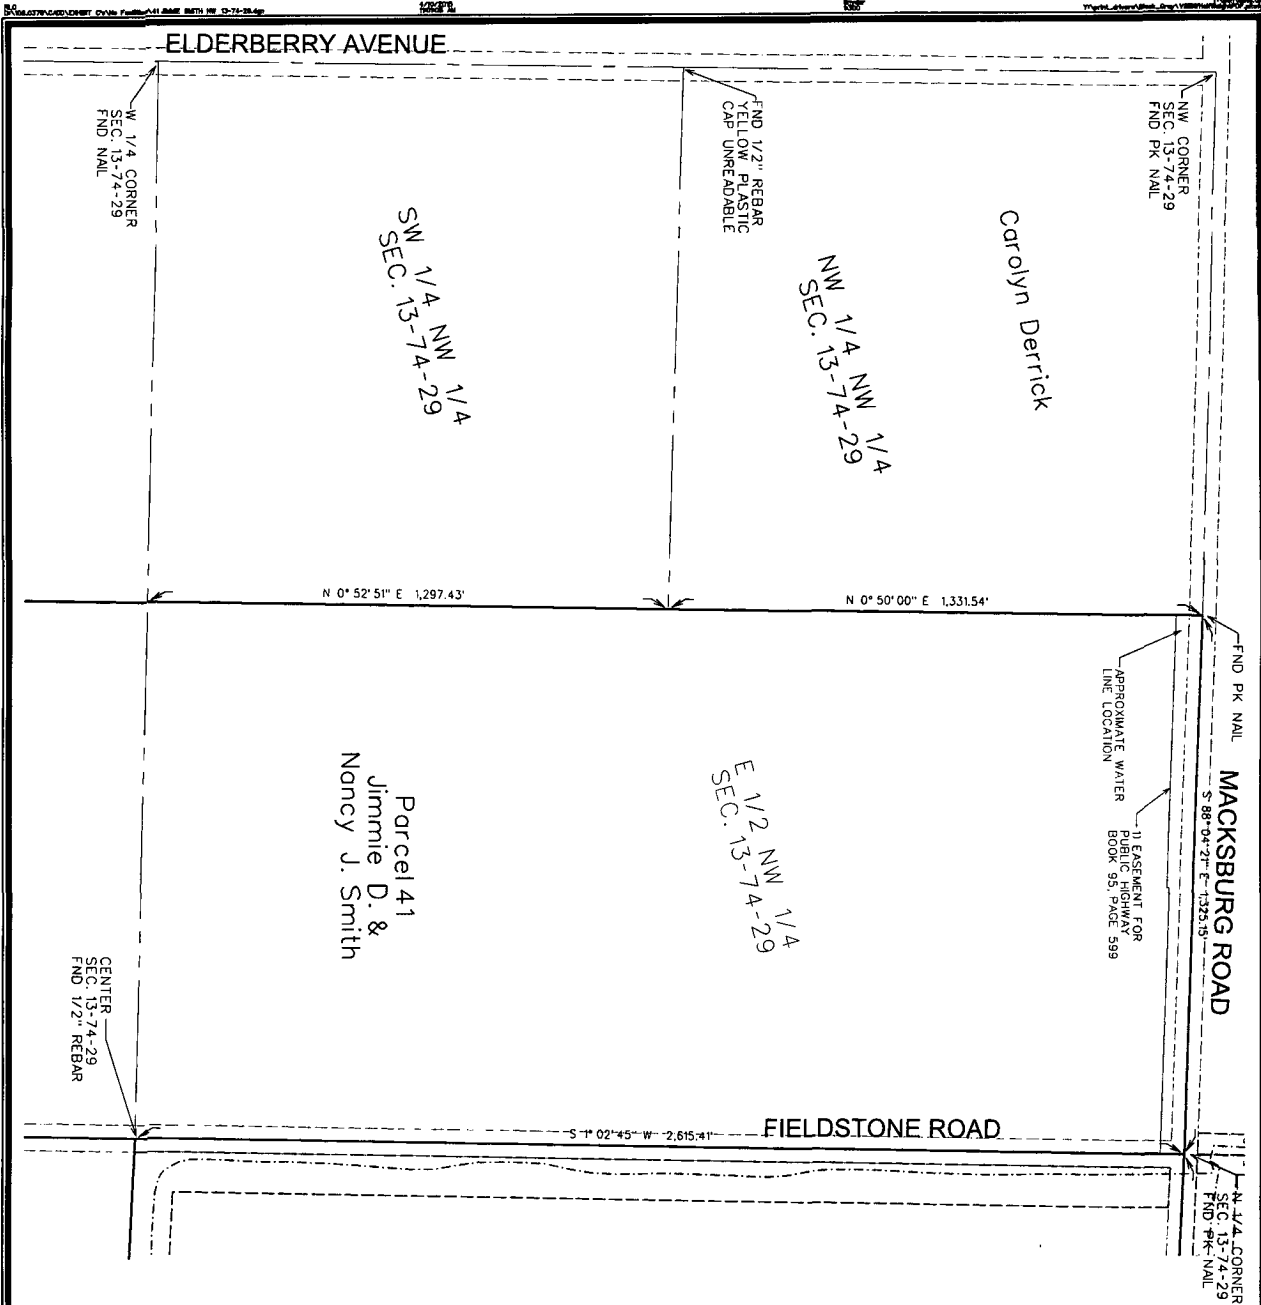 ELDERBERRY AVENUE
W 1/4 CORNER
SEC. 13-74-29
FND NAIL
FND 1/2" REBAR
YELLOW PLASTIC
CAP UNREADABLE
NW CORNER
SEC. 13-74-29
FND PK NAIL
Carolyn Derrick
NW 1/4 NW 1/4
SEC. 13-74-29
SW 1/4 NW 1/4
SEC. 13-74-29
N 0° 52' 51" E 1,297.43'
N 0° 50' 00" E 1,331.54'
FND PK NAIL
APPROXIMATE WATER
LINE LOCATION
11 EASEMENT FOR
PUBLIC HIGHWAY
BOOK 95, PAGE 599
MACKSBURG ROAD
S 88° 04' 21" E 1,325.15'
E 1/2 NW 1/4
SEC. 13-74-29
Parcel 41
Jimmie D. &
Nancy J. Smith
CENTER
SEC. 13-74-29
FND 1/2" REBAR
S 1° 02' 45" W 2,615.41'
FIELDSTONE ROAD
N 1/4 CORNER
SEC. 13-74-29
FND PK NAIL